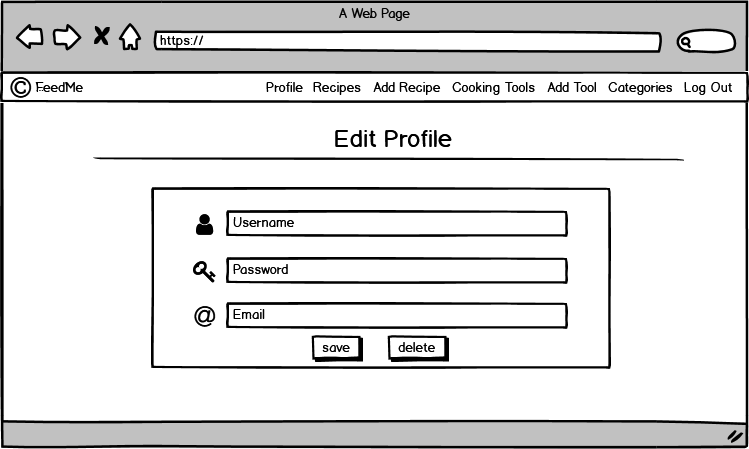 A Web Page
https://
© FeedMe Profile Recipes Add Recipe Cooking Tools Add Tool Categories Log Out
Edit Profile
Username
Password
@ Email
save delete